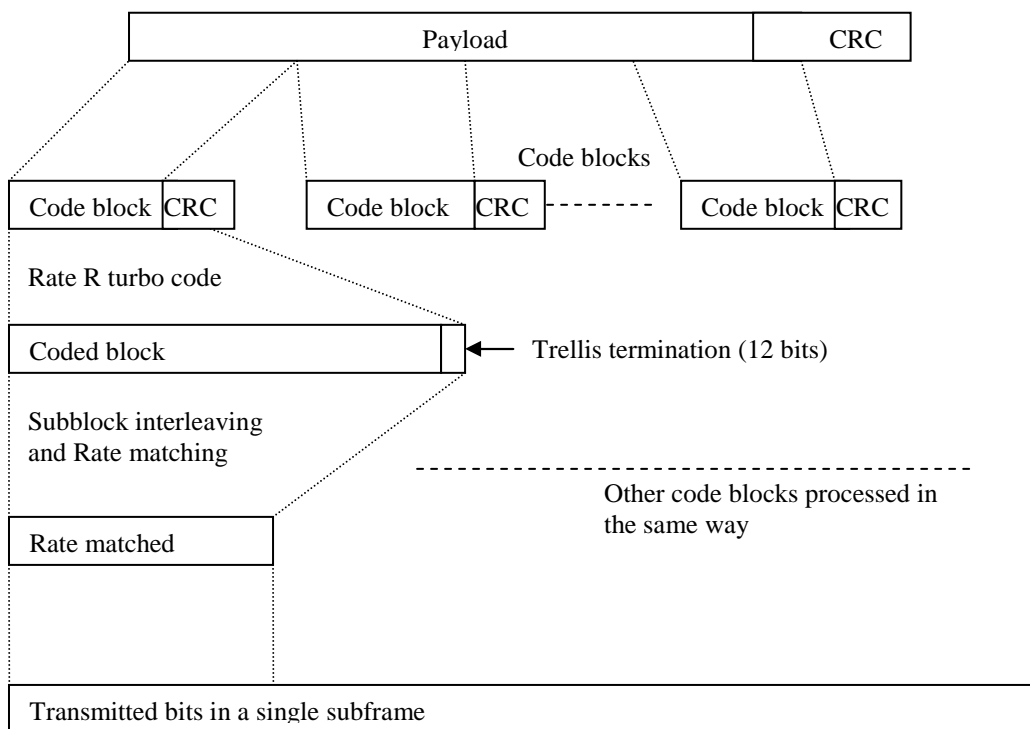 Payload CRC
Code blocks
Code block CRC Code block CRC Code block CRC
Rate R turbo code
Coded block
Trellis termination (12 bits)
Subblock interleaving
and Rate matching
Other code blocks processed in
the same way
Rate matched
Transmitted bits in a single subframe